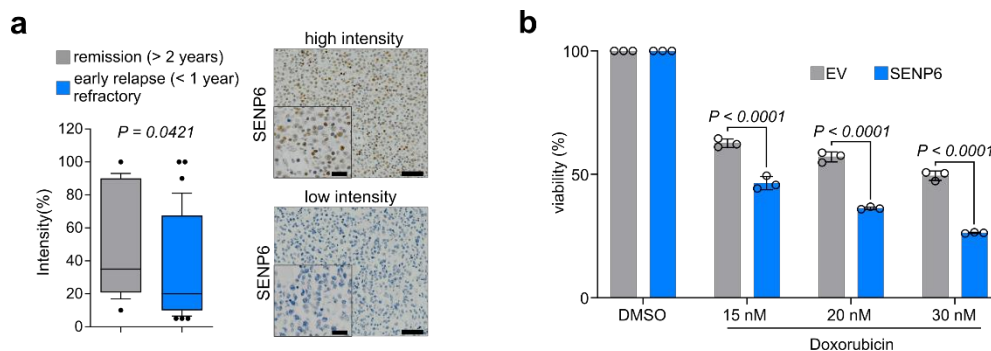 a
remission (> 2 years)
early relapse (< 1 year)
refractory
P = 0.0421
Intensity(%)
120
100
80
60
40
20
0
high intensity
SENP6
low intensity
SENP6
b
EV
SENP6
viability (%)
100
50
0
P < 0.0001
P < 0.0001
P < 0.0001
DMSO
15 nM
20 nM
30 nM
Doxorubicin